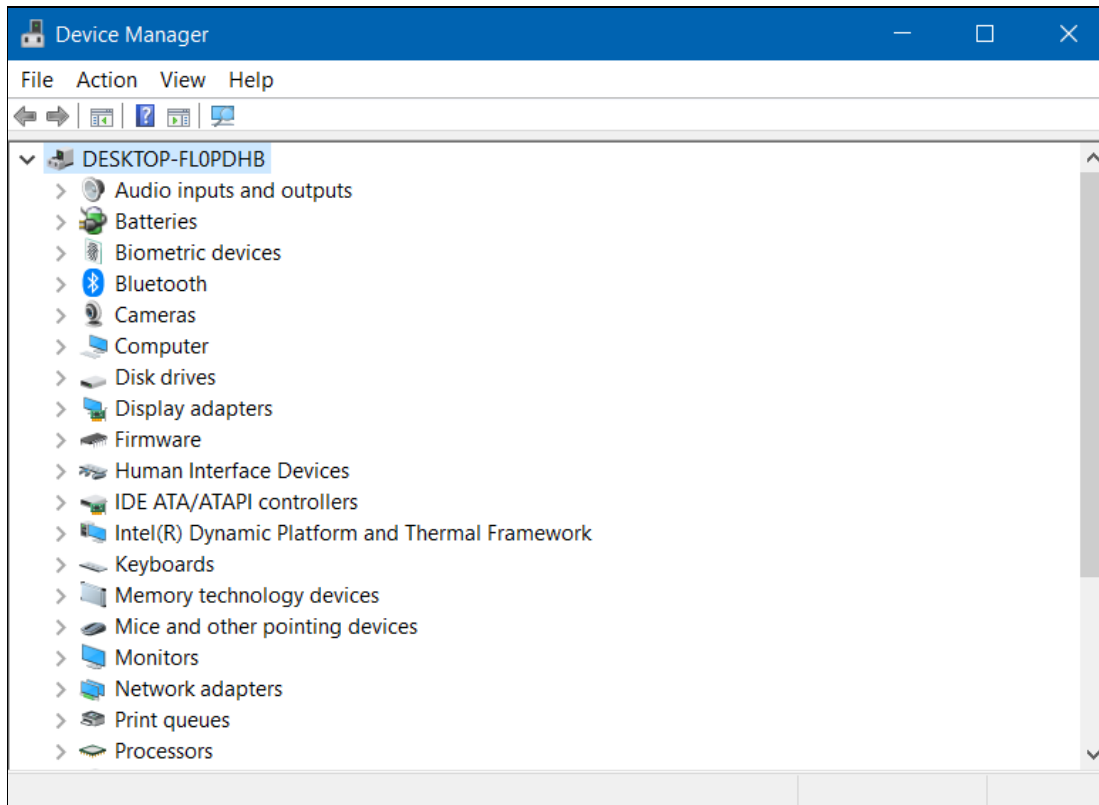 Device Manager
File Action View Help
?
DESKTOP-FL0PDHB
Audio inputs and outputs
Batteries
Biometric devices
Bluetooth
Cameras
Computer
Disk drives
Display adapters
Firmware
Human Interface Devices
IDE ATA/ATAPI controllers
Intel(R) Dynamic Platform and Thermal Framework
Keyboards
Memory technology devices
Mice and other pointing devices
Monitors
Network adapters
Print queues
Processors